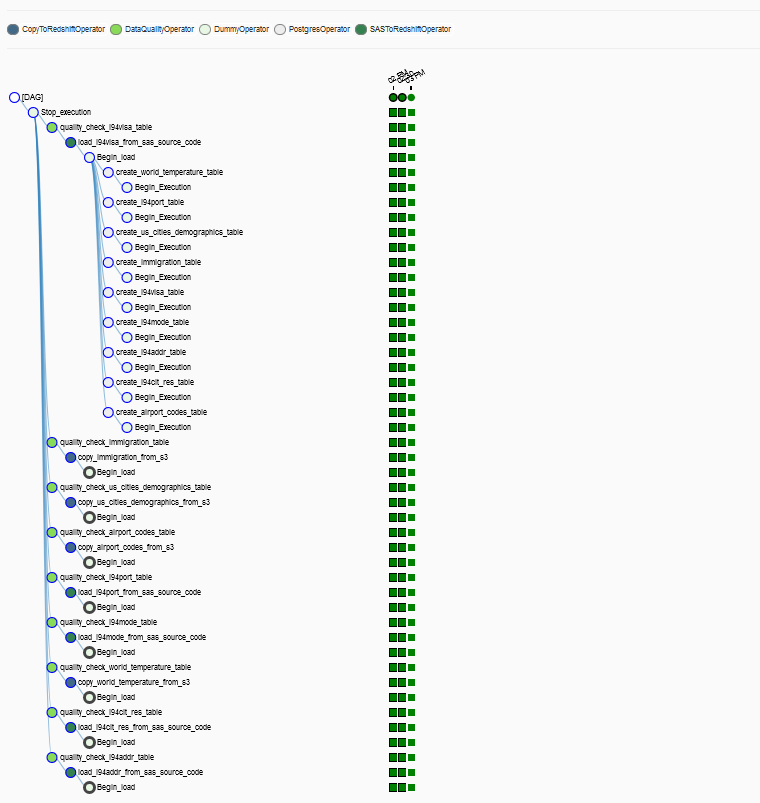 CopyToRedshiftOperator DataQualityOperator DummyOperator PostgresOperator SASToRedshiftOperator
03 PM
[DAG]
Stop_execution
quality_check_i94visa_table
load_i94visa_from_sas_source_code
Begin_load
create_world_temperature_table
Begin_Execution
create_i94port_table
Begin_Execution
create_us_cities_demographics_table
Begin_Execution
create_immigration_table
Begin_Execution
create_i94visa_table
Begin_Execution
create_i94mode_table
Begin_Execution
create_i94addr_table
Begin_Execution
create_i94cit_res_table
Begin_Execution
create_airport_codes_table
Begin_Execution
quality_check_immigration_table
copy_immigration_from_s3
Begin_load
quality_check_us_cities_demographics_table
copy_us_cities_demographics_from_s3
Begin_load
quality_check_airport_codes_table
copy_airport_codes_from_s3
Begin_load
quality_check_i94port_table
load_i94port_from_sas_source_code
Begin_load
quality_check_i94mode_table
load_i94mode_from_sas_source_code
Begin_load
quality_check_world_temperature_table
copy_world_temperature_from_s3
Begin_load
quality_check_i94cit_res_table
load_i94cit_res_from_sas_source_code
Begin_load
quality_check_i94addr_table
load_i94addr_from_sas_source_code
Begin_load